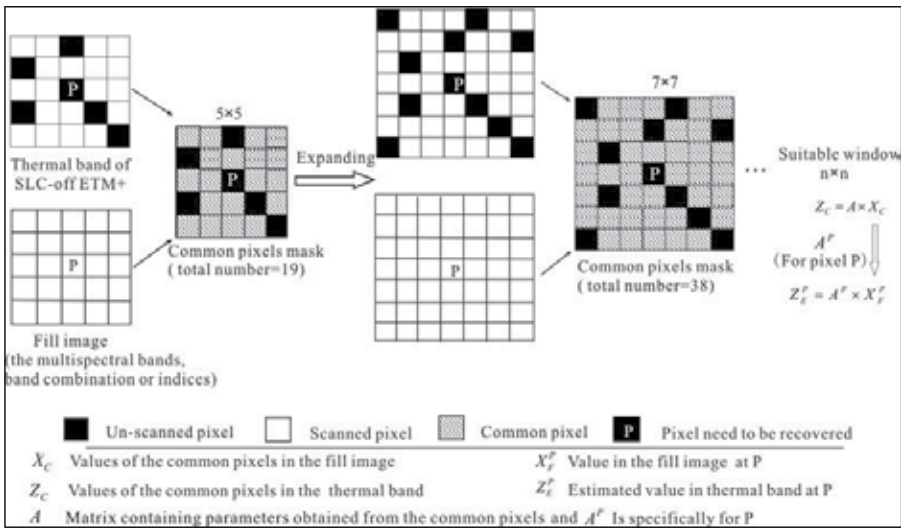 P
Thermal band of
SLC-off ETM+
P
Fill image
(the multispectral bands,
band combination or indices)
5×5
P
Common pixels mask
( total number=19)
Expanding
P
P
7×7
P
Common pixels mask
( total number=38)
...
Suitable window
n×n
Z_C = A × X_C
A^P
(For pixel P)
Z_E^P = A^P × X_F^P
Un-scanned pixel
Scanned pixel
Common pixel
P Pixel need to be recovered
X_C Values of the common pixels in the fill image
X_F^P Value in the fill image at P
Z_C Values of the common pixels in the thermal band
Z_E^P Estimated value in thermal band at P
A Matrix containing parameters obtained from the common pixels and A^P Is specifically for P